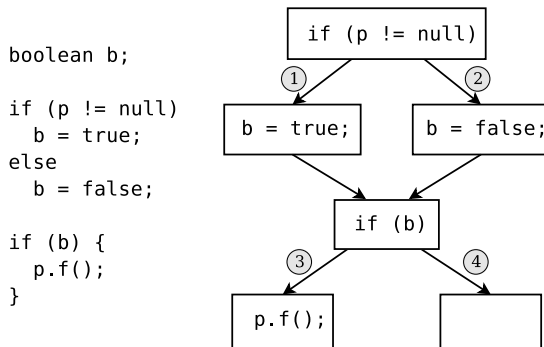 boolean b;
if (p != null)
b = true;
else
b = false;
if (b) {
p.f();
}
if (p != null)
1
2
b = true;
b = false;
if (b)
3
4
p.f();